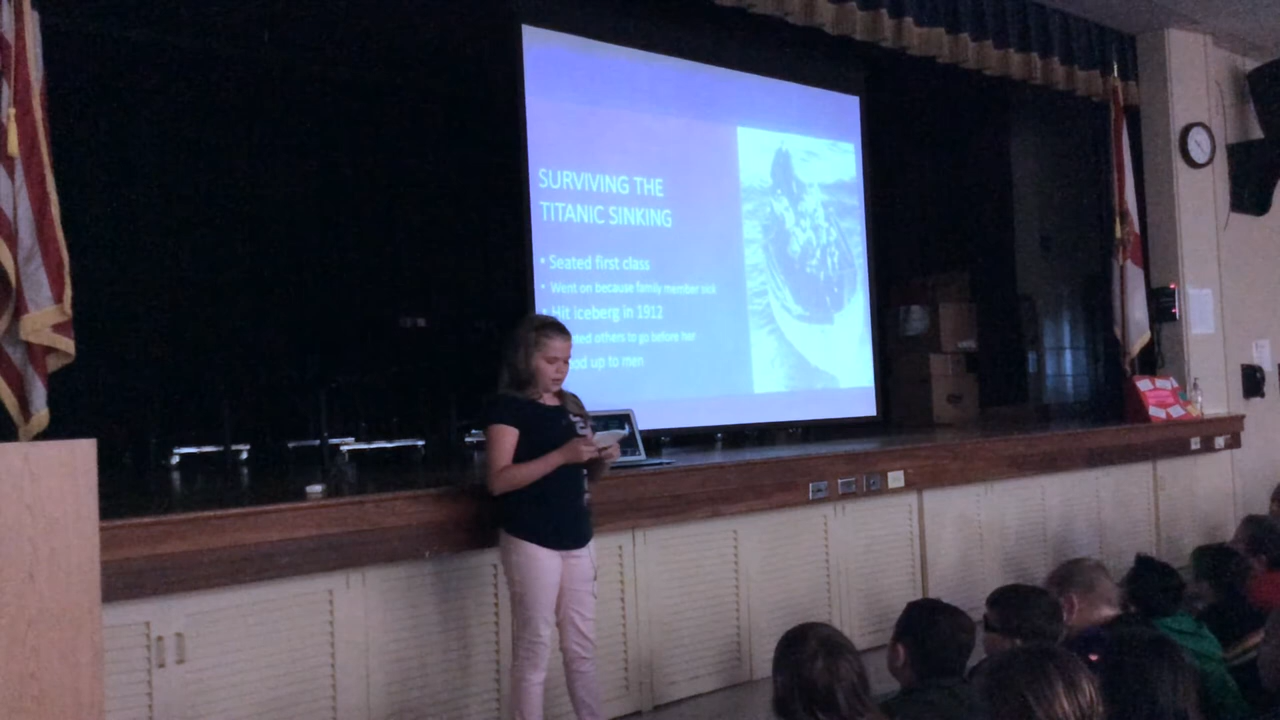 SURVIVING THE
TITANIC SINKING
• Seated first class
• Went on because family member sick
• Hit iceberg in 1912
others to go before her
up to men